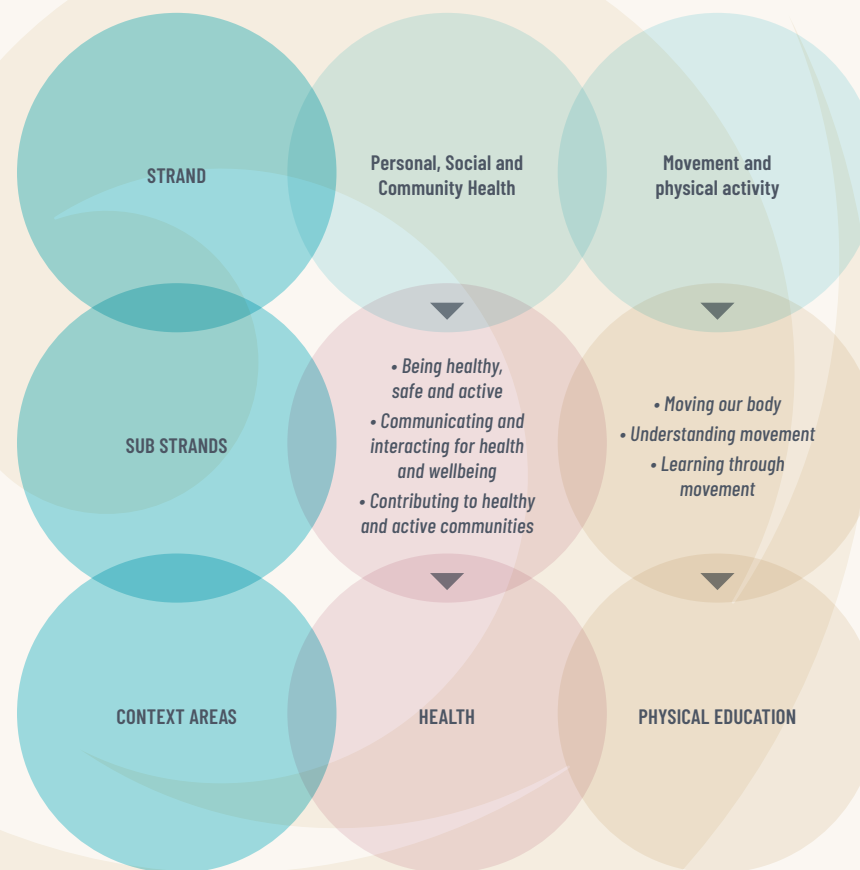 STRAND
Personal, Social and
Community Health
Movement and
physical activity
SUB STRANDS
• Being healthy,
safe and active
• Communicating and
interacting for health
and wellbeing
• Contributing to healthy
and active communities
• Moving our body
• Understanding movement
• Learning through
movement
CONTEXT AREAS
HEALTH
PHYSICAL EDUCATION